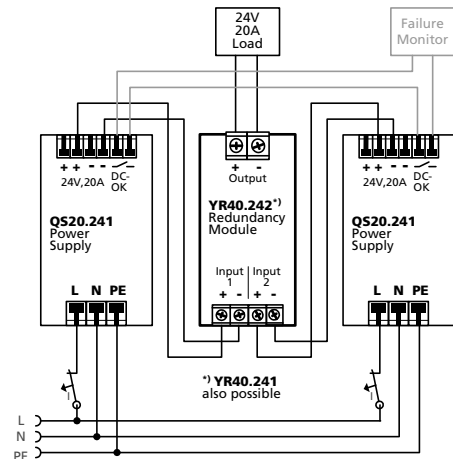 24V
20A
Load
Failure
Monitor
+ + - -
24V,20A
DC-
OK
QS20.241
Power
Supply
L N PE
+ -
Output
YR40.242*)
Redundancy
Module
Input
1
Input
2
+ - + -
+ + - -
24V,20A
DC-
OK
QS20.241
Power
Supply
L N PE
I
I
*) YR40.241
also possible
L
N
PE